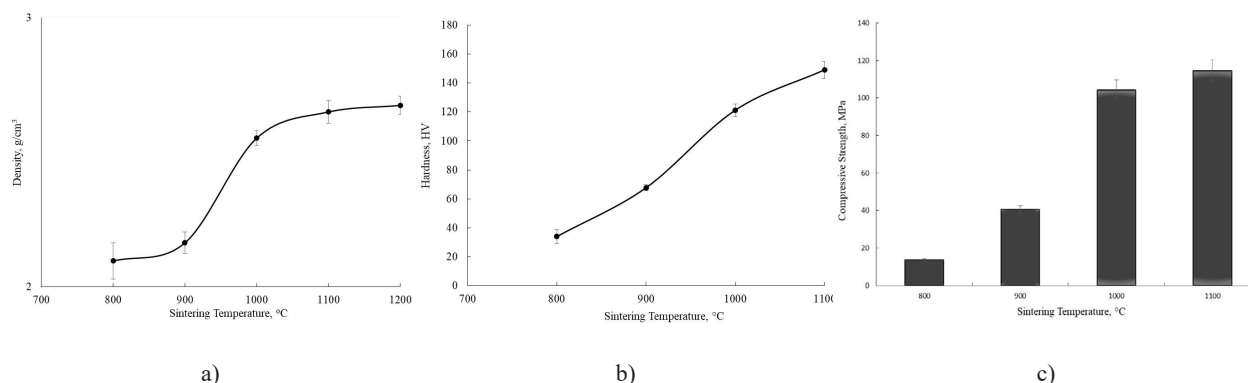 3
Density, g/cm³
2
700 800 900 1000 1100 1200
Sintering Temperature, °C
a)
180
160
140
120
100
80
60
40
20
0
Hardness, HV
700 800 900 1000 1100
Sintering Temperature, °C
b)
140
120
100
80
60
40
20
0
Compressive Strength, MPa
800 900 1000 1100
Sintering Temperature, °C
c)